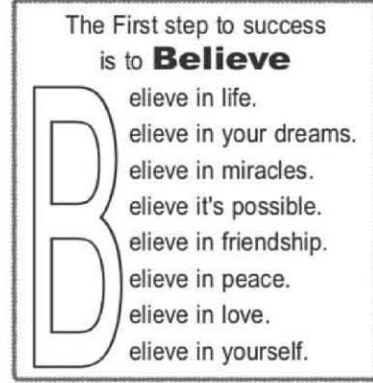 The First step to success
is to Believe
Believe in life.
elieve in your dreams.
elieve in miracles.
elieve it's possible.
elieve in friendship.
elieve in peace.
elieve in love.
elieve in yourself.